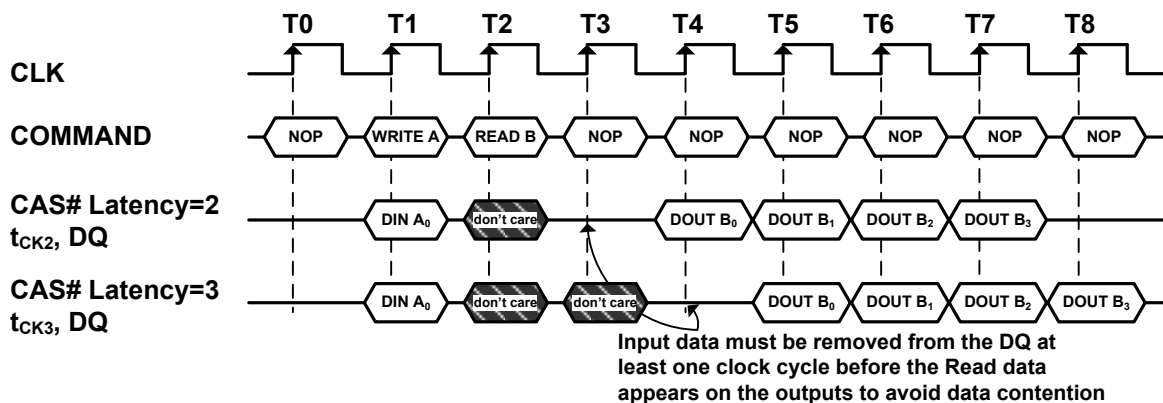 T0 T1 T2 T3 T4 T5 T6 T7 T8
CLK
COMMAND NOP WRITE A READ B NOP NOP NOP NOP NOP NOP
CAS# Latency=2
tCK2, DQ DIN A0 don't care DOUT B0 DOUT B1 DOUT B2 DOUT B3
CAS# Latency=3
tCK3, DQ DIN A0 don't care don't care DOUT B0 DOUT B1 DOUT B2 DOUT B3
Input data must be removed from the DQ at
least one clock cycle before the Read data
appears on the outputs to avoid data contention